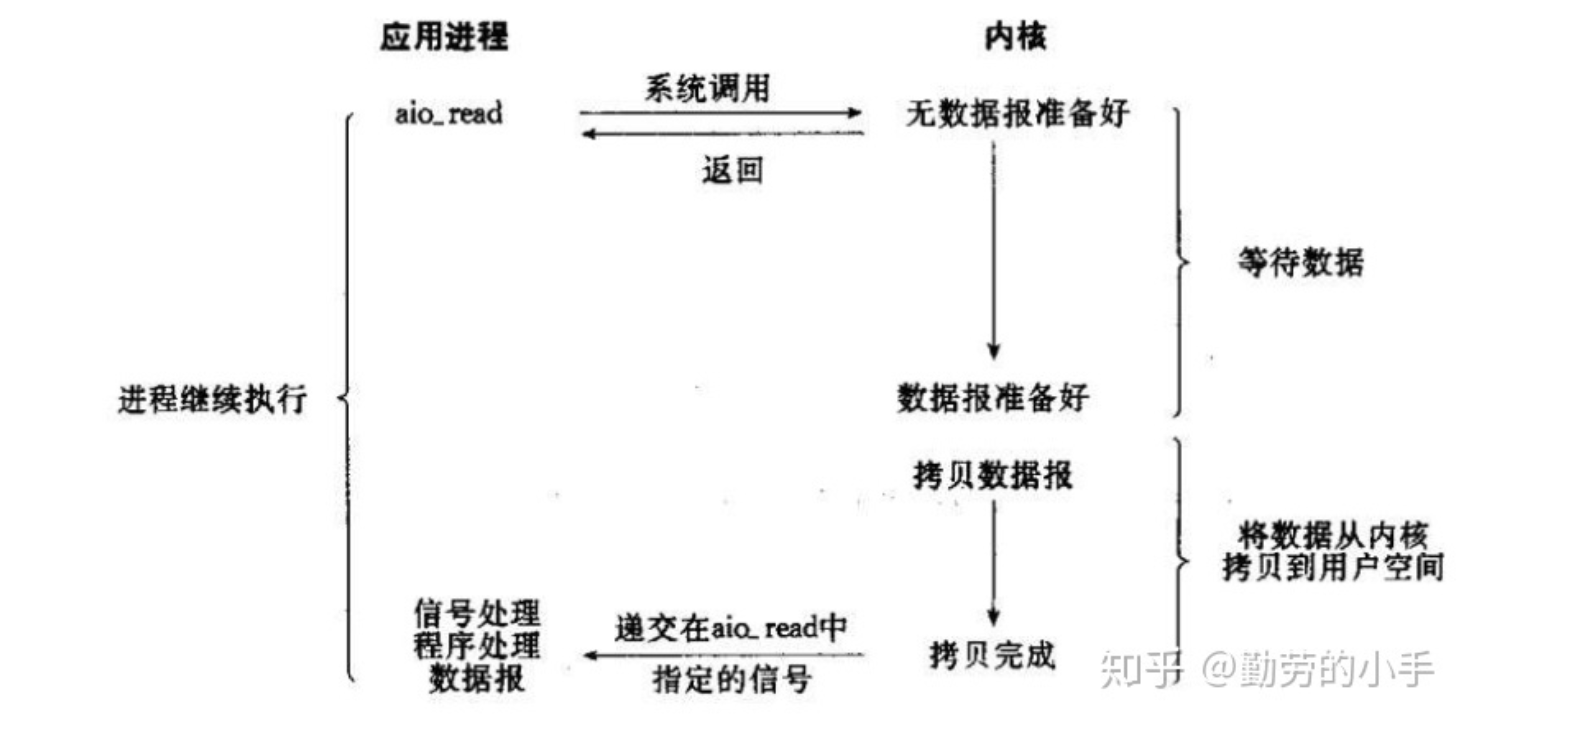 应用进程
内核
系统调用
aio_read
无数据报准备好
返回
等待数据
进程继续执行
数据报准备好
拷贝数据报
将数据从内核
拷贝到用户空间
信号处理
程序处理
数据报
递交在aio_read中
指定的信号
拷贝完成
知乎 @勤劳的小手